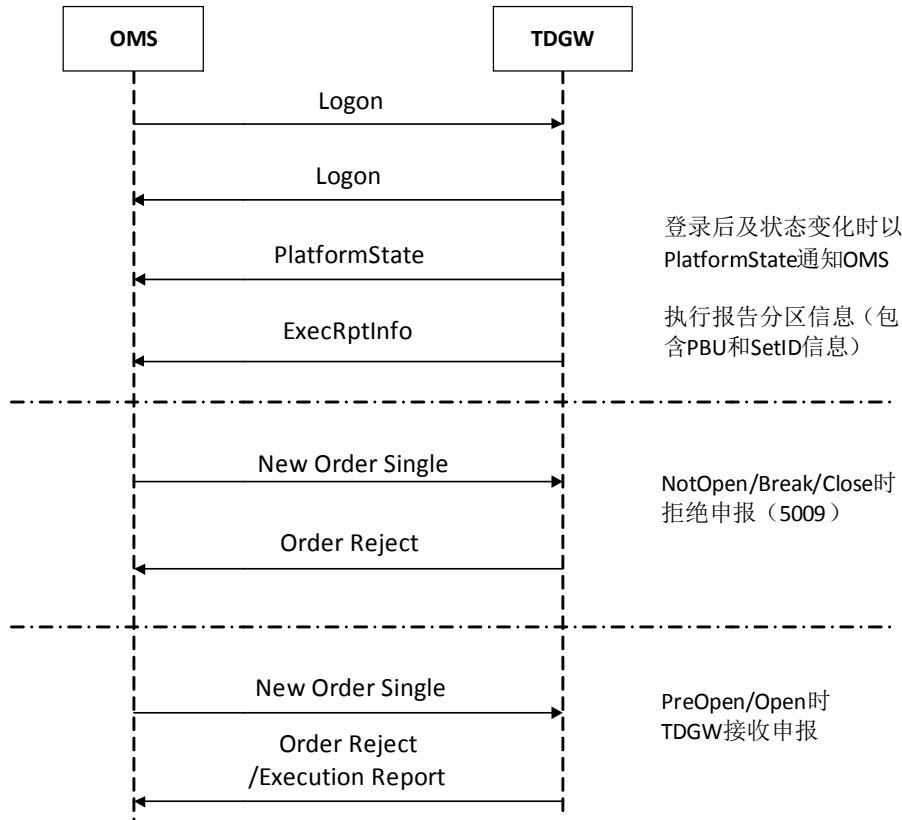 OMS
TDGW
Logon
Logon
登录后及状态变化时以
PlatformState通知OMS
PlatformState
执行报告分区信息（包
含PBU和SetID信息）
ExecRptInfo
New Order Single
NotOpen/Break/Close时
拒绝申报（5009）
Order Reject
New Order Single
PreOpen/Open时
TDGW接收申报
Order Reject
/Execution Report